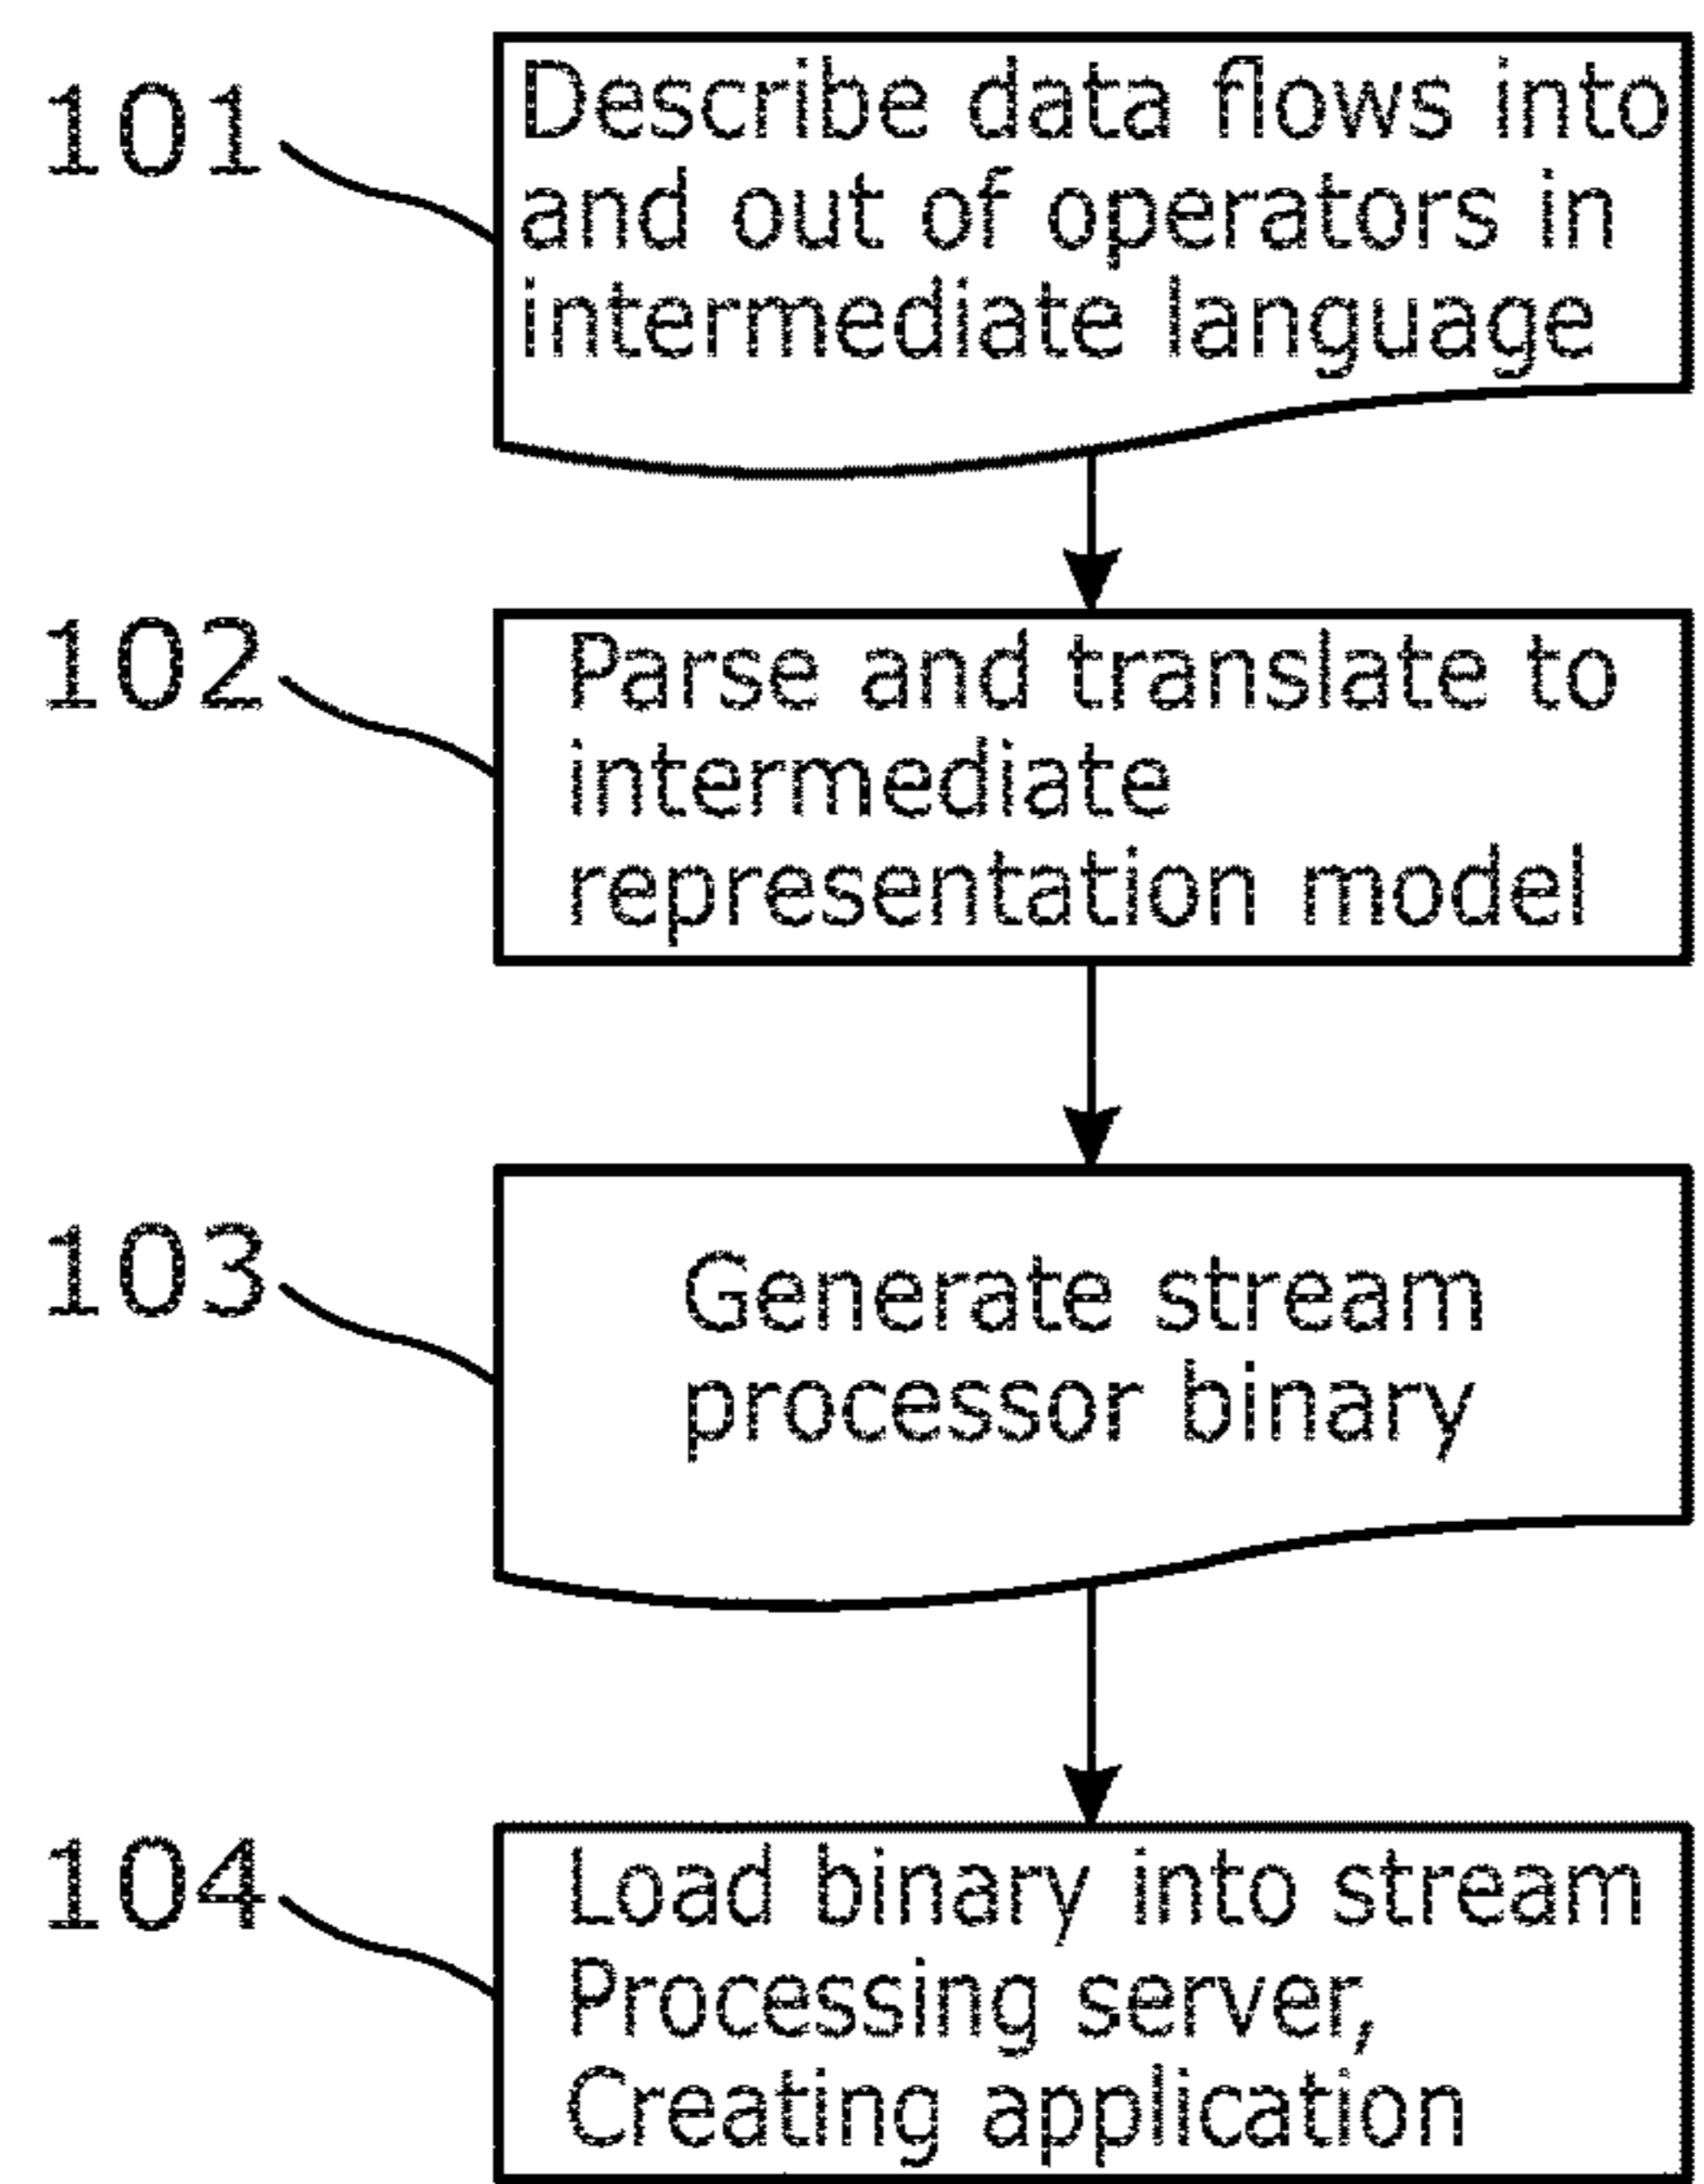 101
Describe data flows into
and out of operators in
intermediate language
102
Parse and translate to
intermediate
representation model
103
Generate stream
processor binary
104
Load binary into stream
Processing server,
Creating application